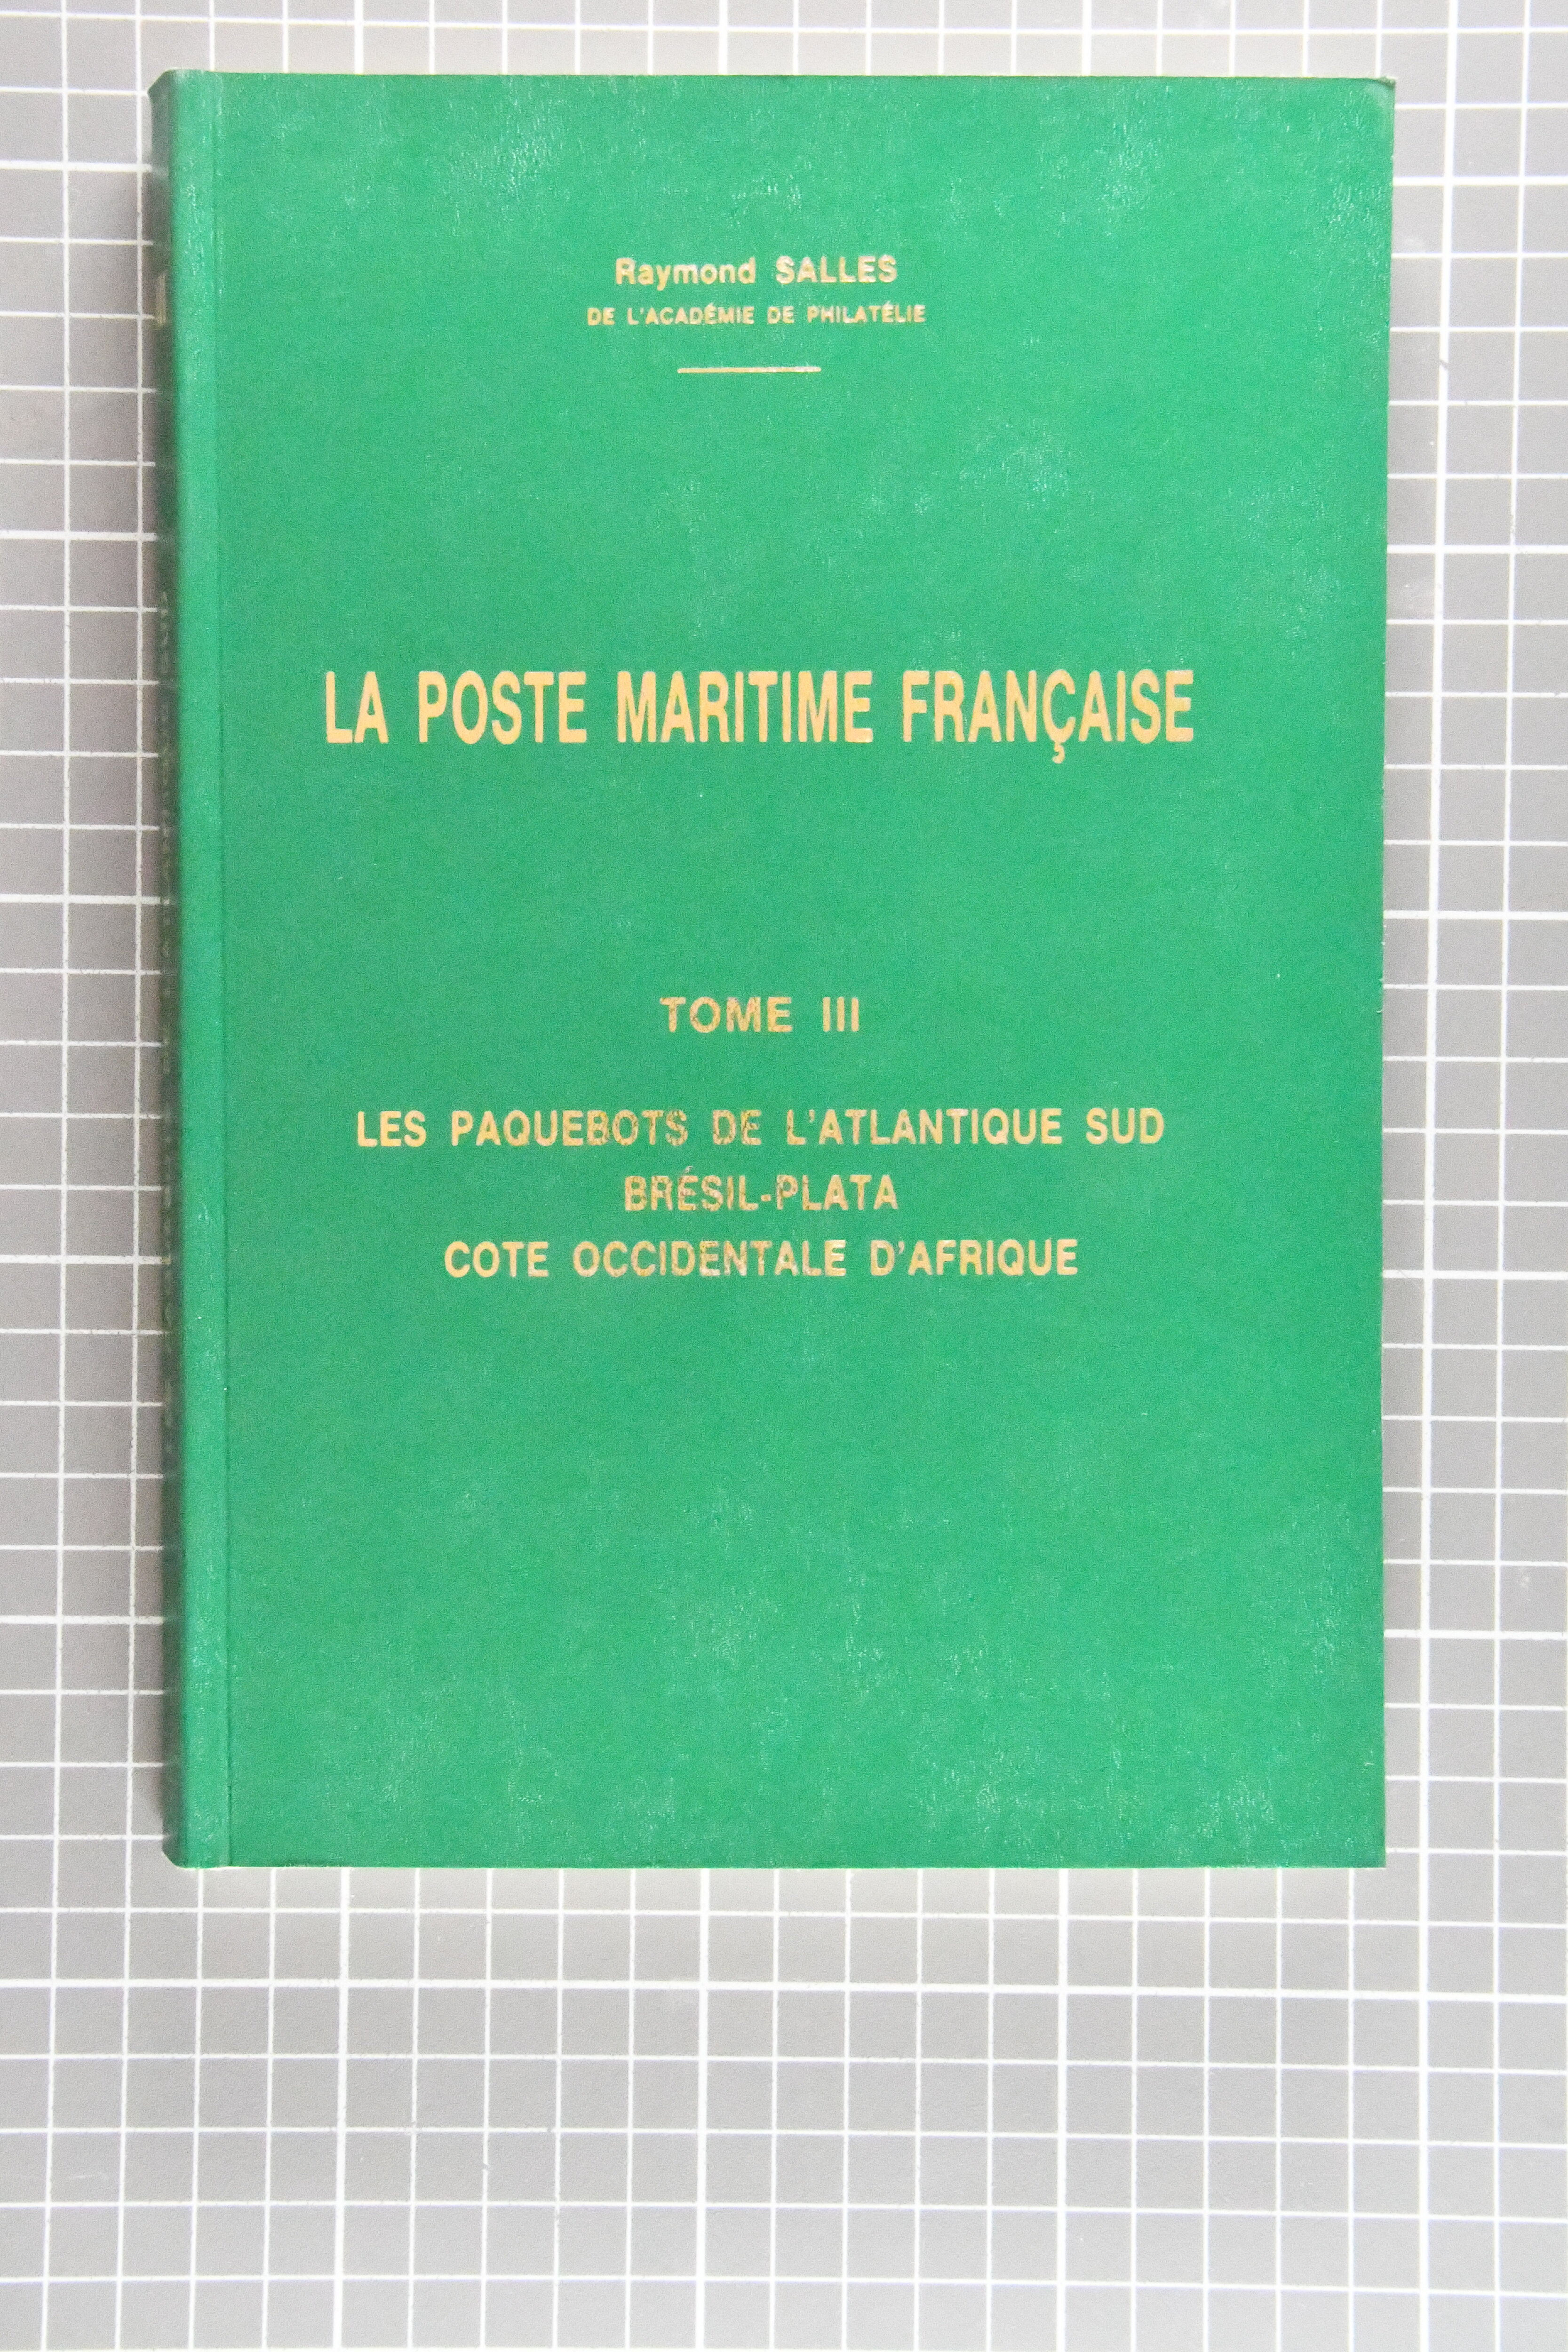 Raymond SALLES
DE L'ACADÉMIE DE PHILATÉLIE
LA POSTE MARITIME FRANÇAISE
TOME III
LES PAQUEBOTS DE L'ATLANTIQUE SUD
BRÉSIL-PLATA
COTE OCCIDENTALE D'AFRIQUE